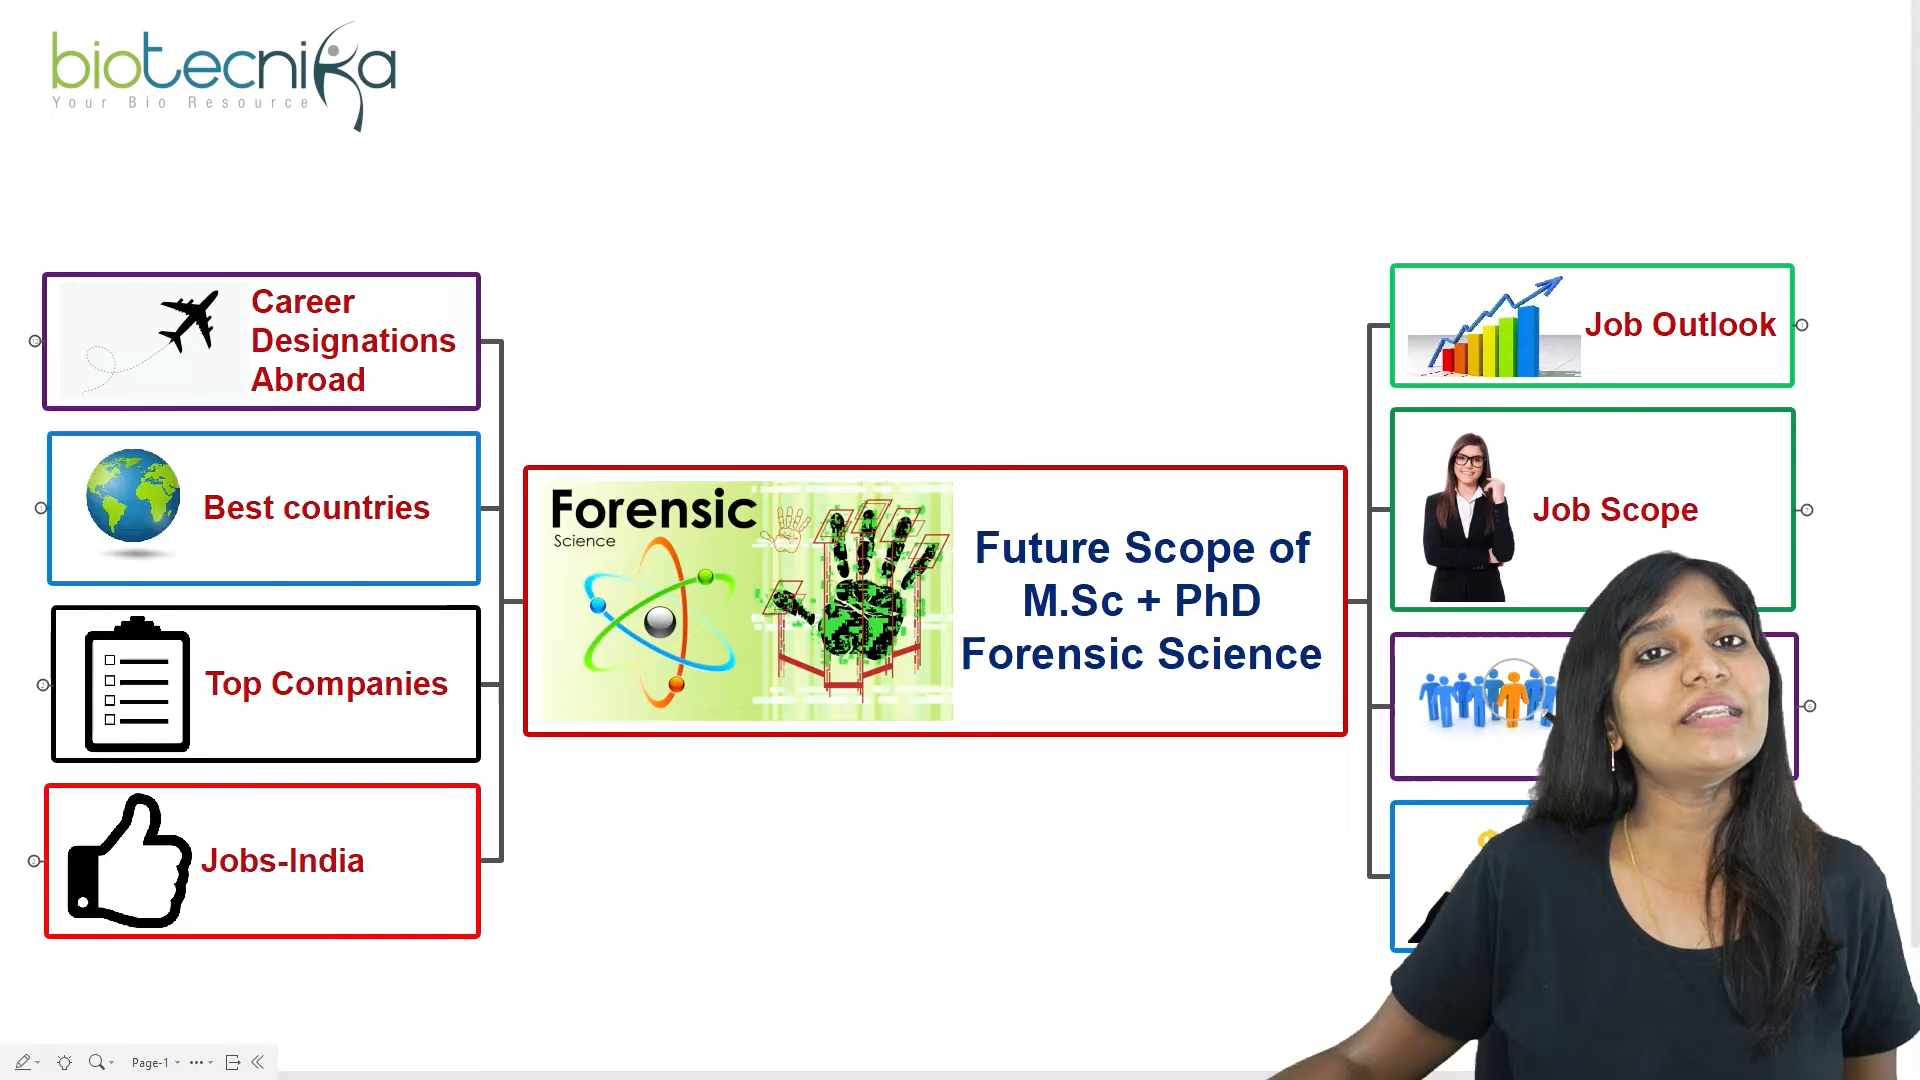 biotecnika
Your Bio Resource
Career
Designations
Abroad
Best countries
Top Companies
Jobs-India
Forensic
Science
Future Scope of
M.Sc + PhD
Forensic Science
Job Outlook
Job Scope
Page-1